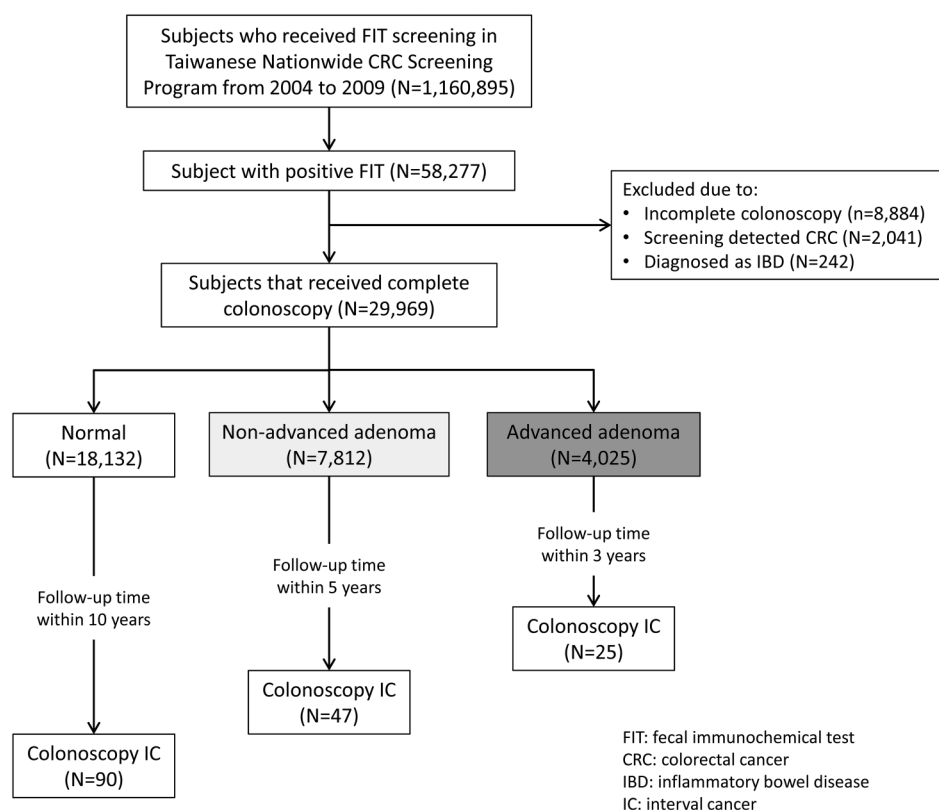 Subjects who received FIT screening in
Taiwanese Nationwide CRC Screening
Program from 2004 to 2009 (N=1,160,895)
Subject with positive FIT (N=58,277)
Excluded due to:
• Incomplete colonoscopy (n=8,884)
• Screening detected CRC (N=2,041)
• Diagnosed as IBD (N=242)
Subjects that received complete
colonoscopy (N=29,969)
Normal
(N=18,132)
Non-advanced adenoma
(N=7,812)
Advanced adenoma
(N=4,025)
Follow-up time
within 10 years
Follow-up time
within 5 years
Follow-up time
within 3 years
Colonoscopy IC
(N=90)
Colonoscopy IC
(N=47)
Colonoscopy IC
(N=25)
FIT: fecal immunochemical test
CRC: colorectal cancer
IBD: inflammatory bowel disease
IC: interval cancer